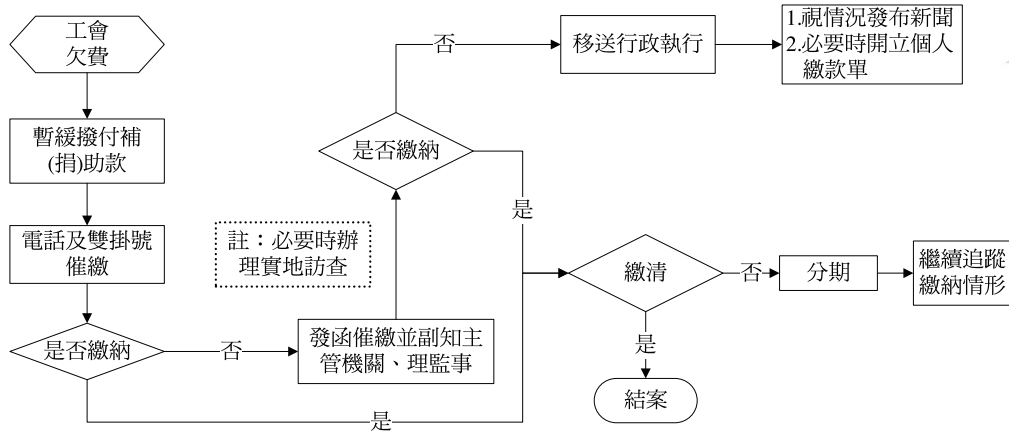 工會
欠費
暫緩撥付補
(捐)助款
電話及雙掛號
催繳
是否繳納
否
是
發函催繳並副知主
管機關、理監事
註：必要時辦
理實地訪查
是否繳納
否
是
移送行政執行
1.視情況發布新聞
2.必要時開立個人
繳款單
繳清
否
是
分期
繼續追蹤
繳納情形
結案